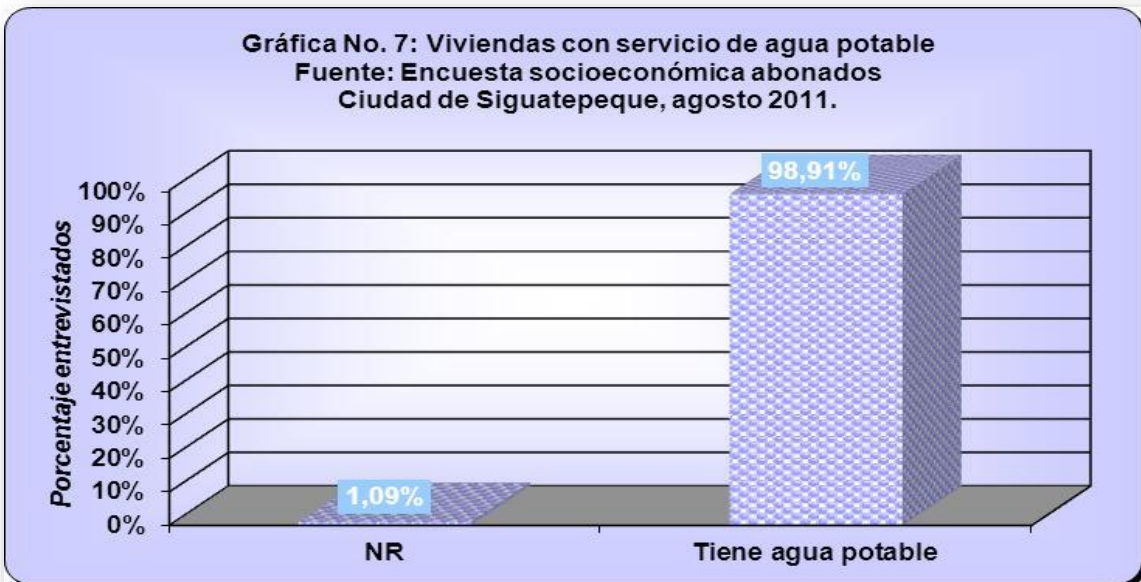 Gráfica No. 7: Viviendas con servicio de agua potable
Fuente: Encuesta socioeconómica abonados
Ciudad de Siguatepeque, agosto 2011.
Porcentaje entrevistados
100%
90%
80%
70%
60%
50%
40%
30%
20%
10%
0%
1,09%
98,91%
NR
Tiene agua potable